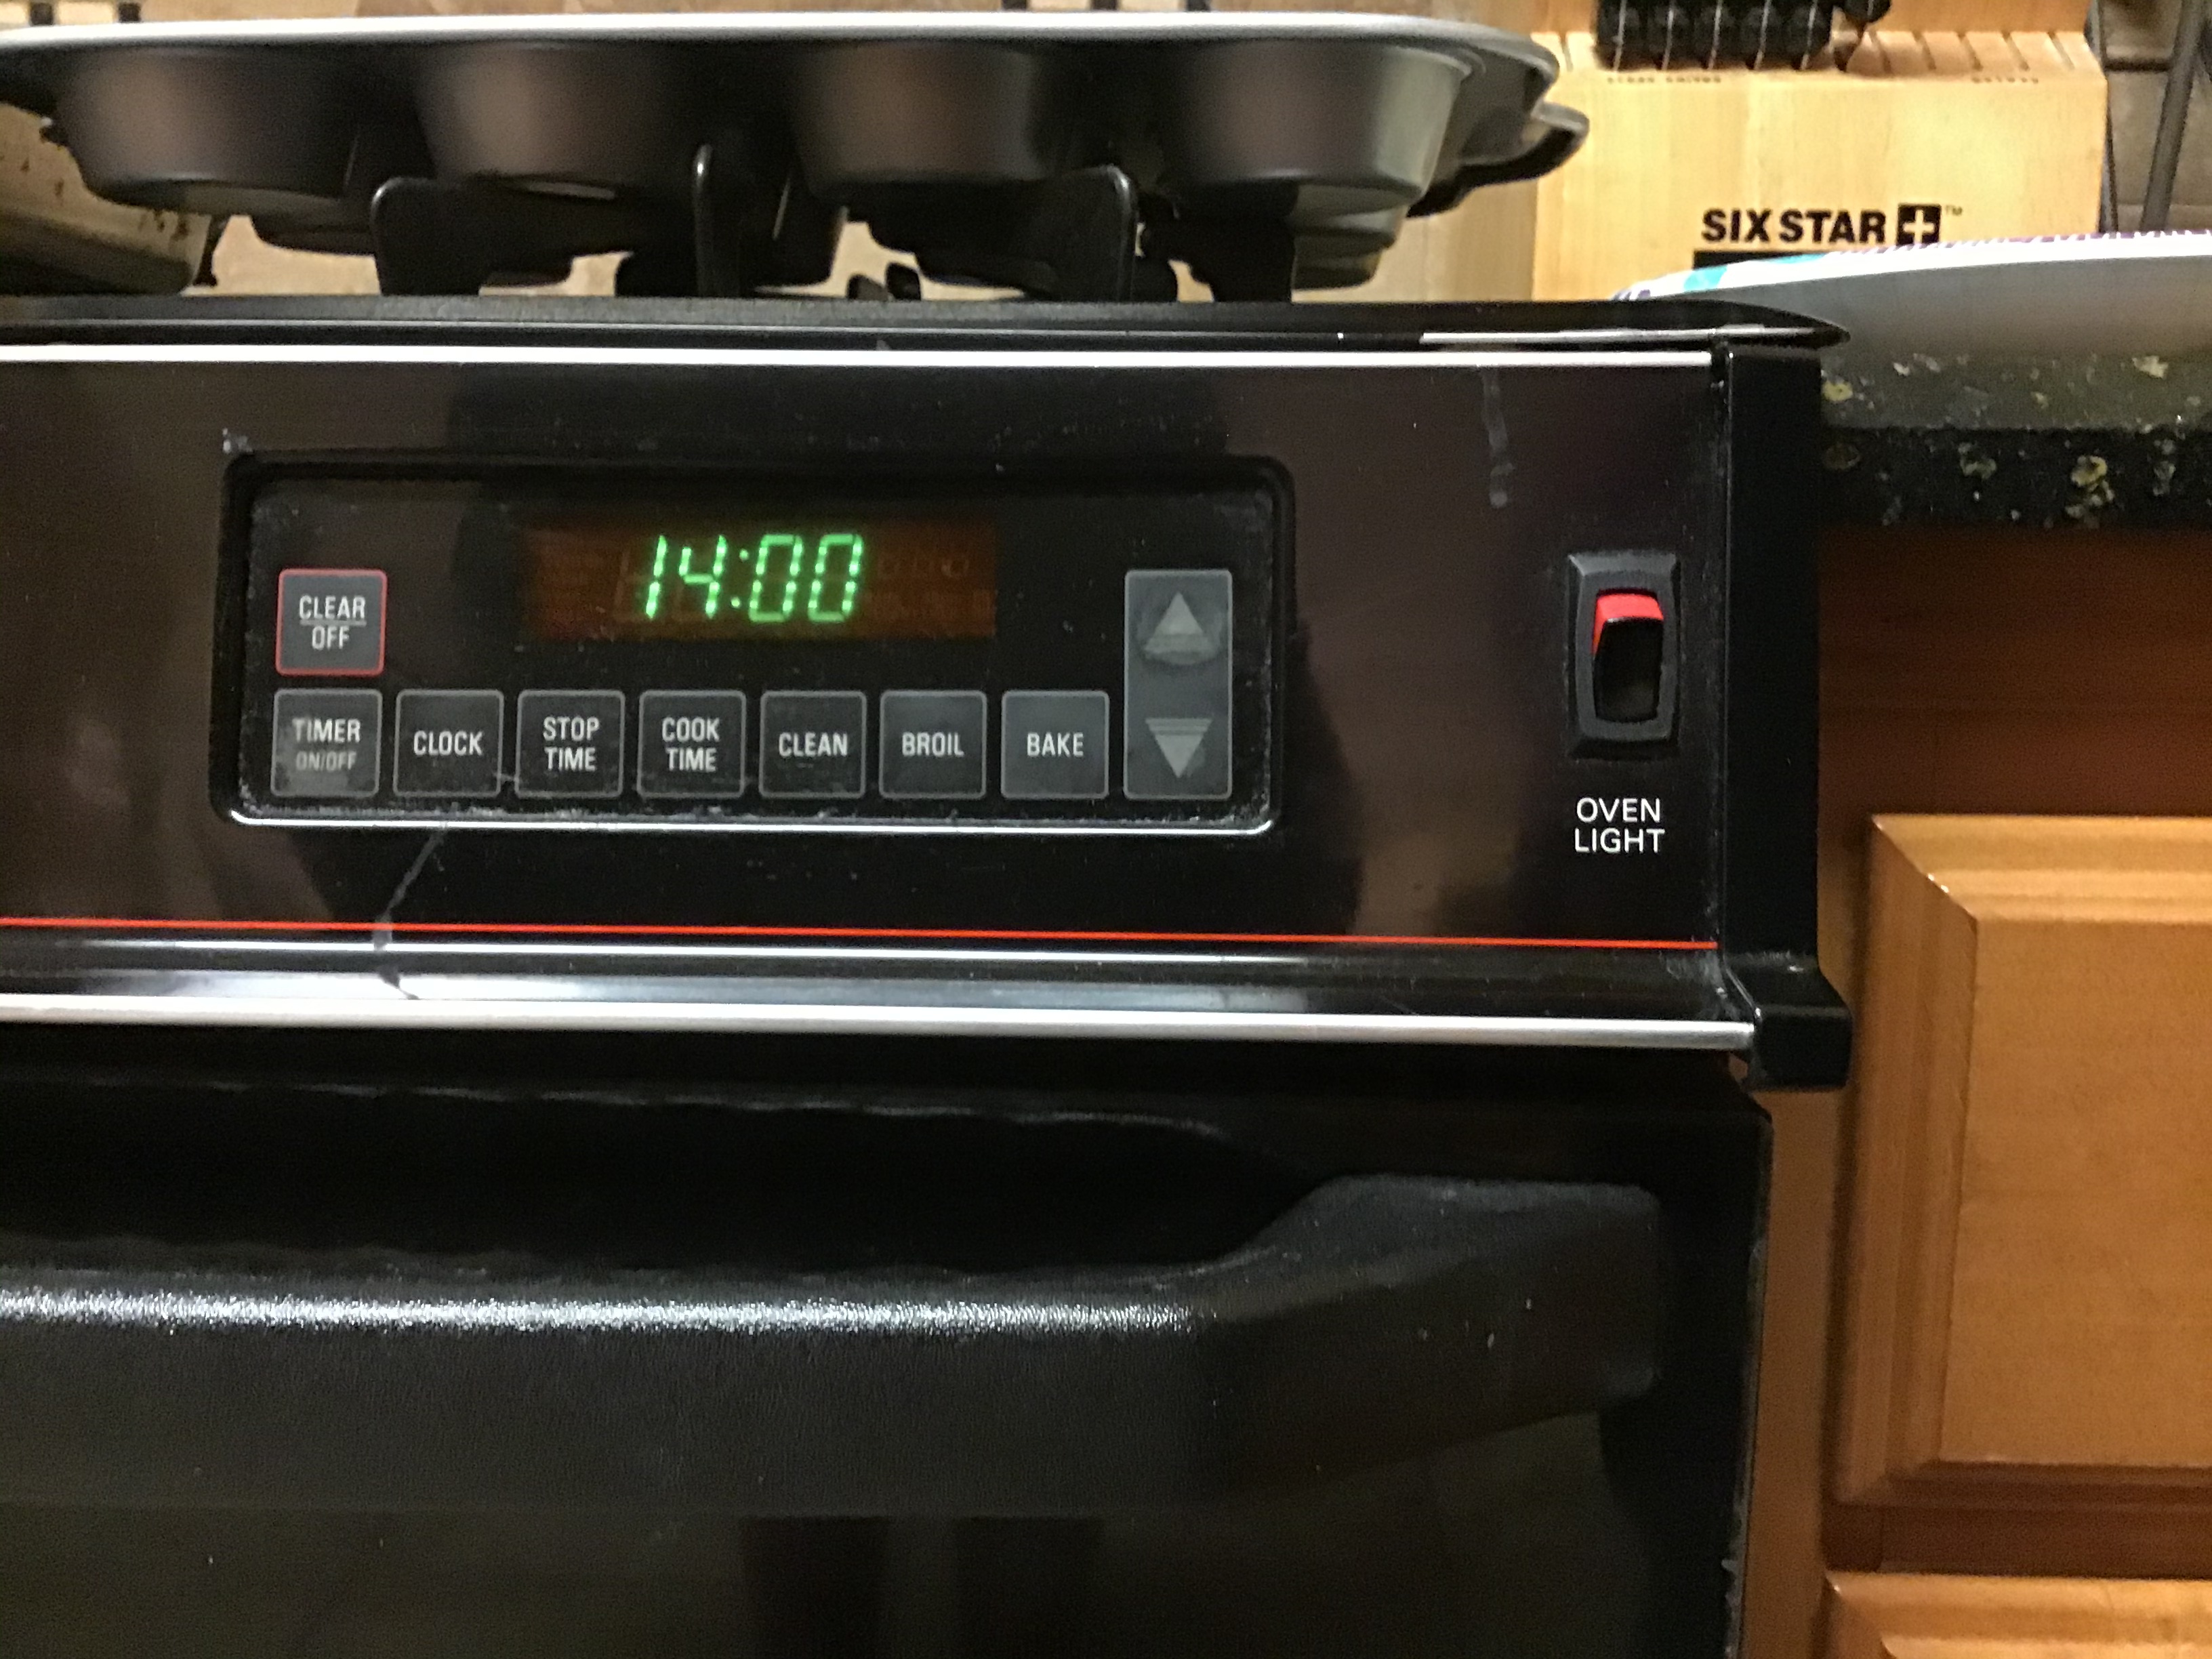 SIX STAR
14:00
CLEAR
OFF
TIMER
ON/OFF
CLOCK
STOP
TIME
COOK
TIME
CLEAN
BROIL
BAKE
OVEN
LIGHT